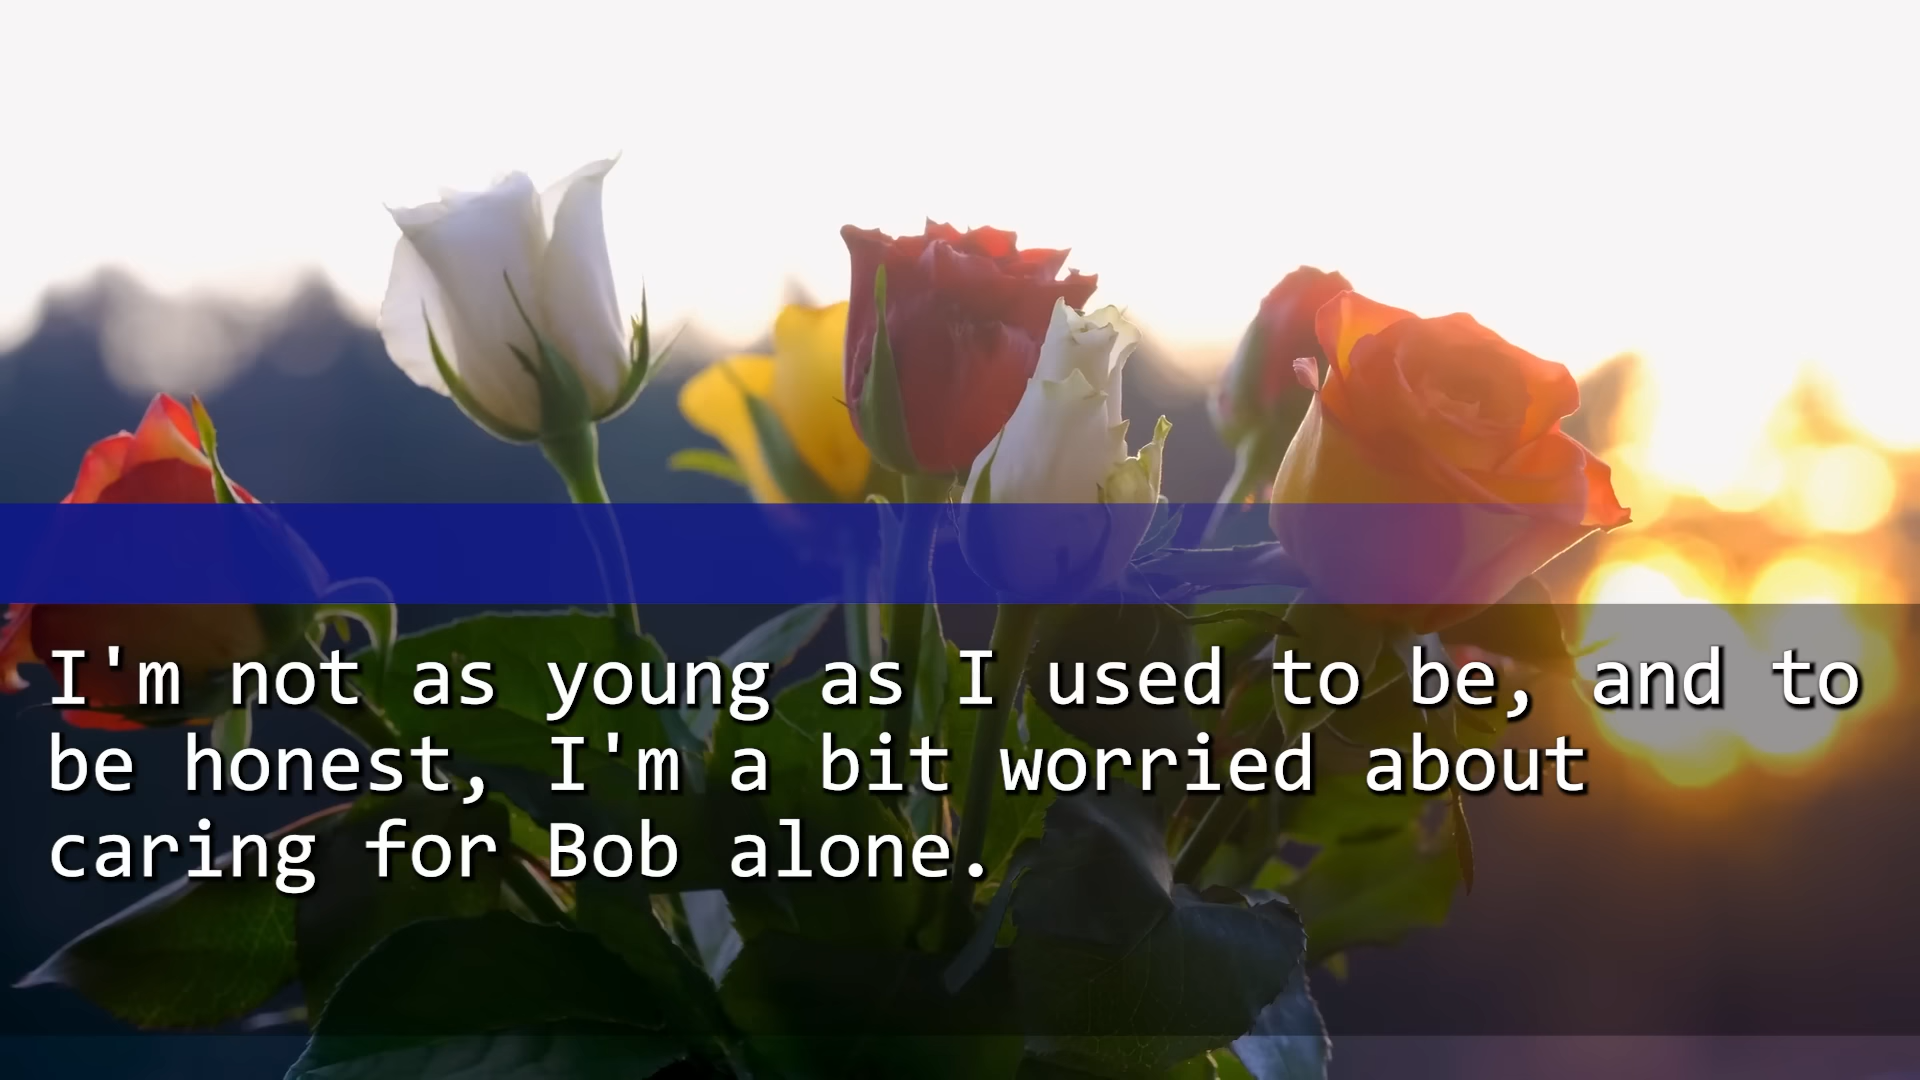 I'm not as young as I used to be, and to
be honest, I'm a bit worried about
caring for Bob alone.